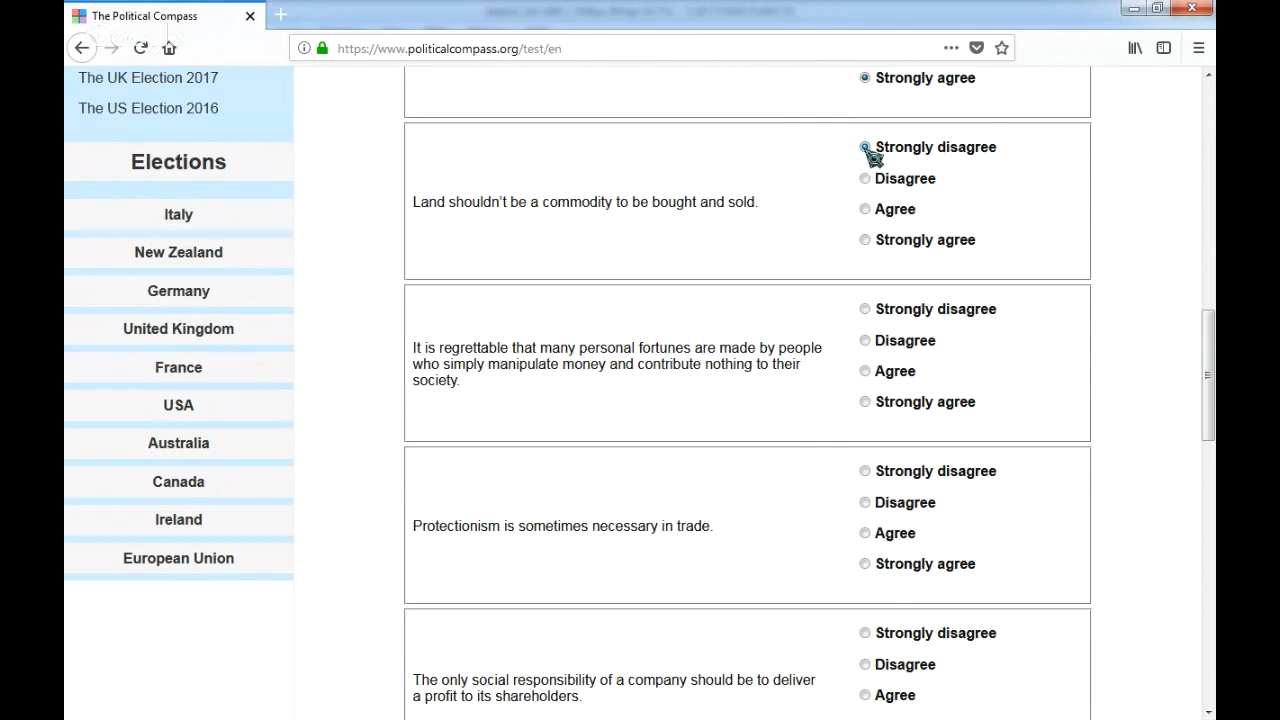 The Political Compass
https://www.politicalcompass.org/test/en
The UK Election 2017
The US Election 2016
Elections
Italy
New Zealand
Germany
United Kingdom
France
USA
Australia
Canada
Ireland
European Union
Strongly agree
Land shouldn't be a commodity to be bought and sold.
Strongly disagree
Disagree
Agree
Strongly agree
It is regrettable that many personal fortunes are made by people
who simply manipulate money and contribute nothing to their
society.
Strongly disagree
Disagree
Agree
Strongly agree
Protectionism is sometimes necessary in trade.
Strongly disagree
Disagree
Agree
Strongly agree
The only social responsibility of a company should be to deliver
a profit to its shareholders.
Strongly disagree
Disagree
Agree